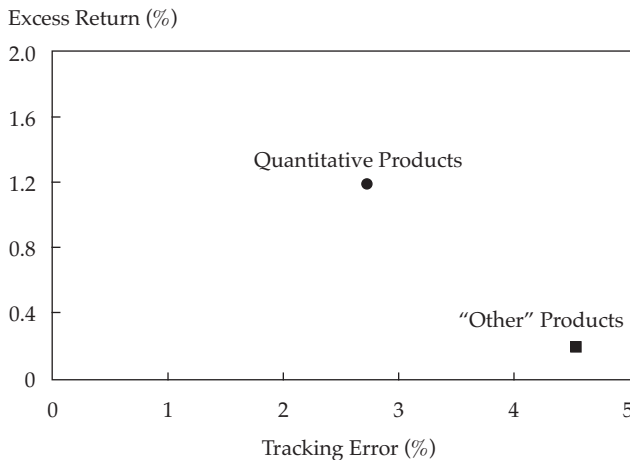 Excess Return (%)
2.0
1.6
Quantitative Products
1.2
0.8
0.4
"Other" Products
0
0 1 2 3 4 5
Tracking Error (%)